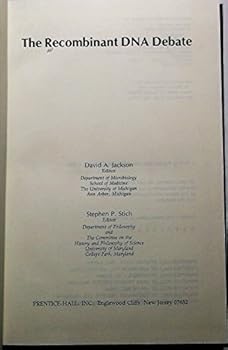 The Recombinant DNA Debate
David A. Jackson
Editor
Department of Microbiology
School of Medicine
The University of Michigan
Ann Arbor, Michigan
Stephen P. Stich
Editor
Department of Philosophy
and
The Committee on the
History and Philosophy of Science
University of Maryland
College Park, Maryland
PRENTICE-HALL, INC., Englewood Cliffs, New Jersey 07632